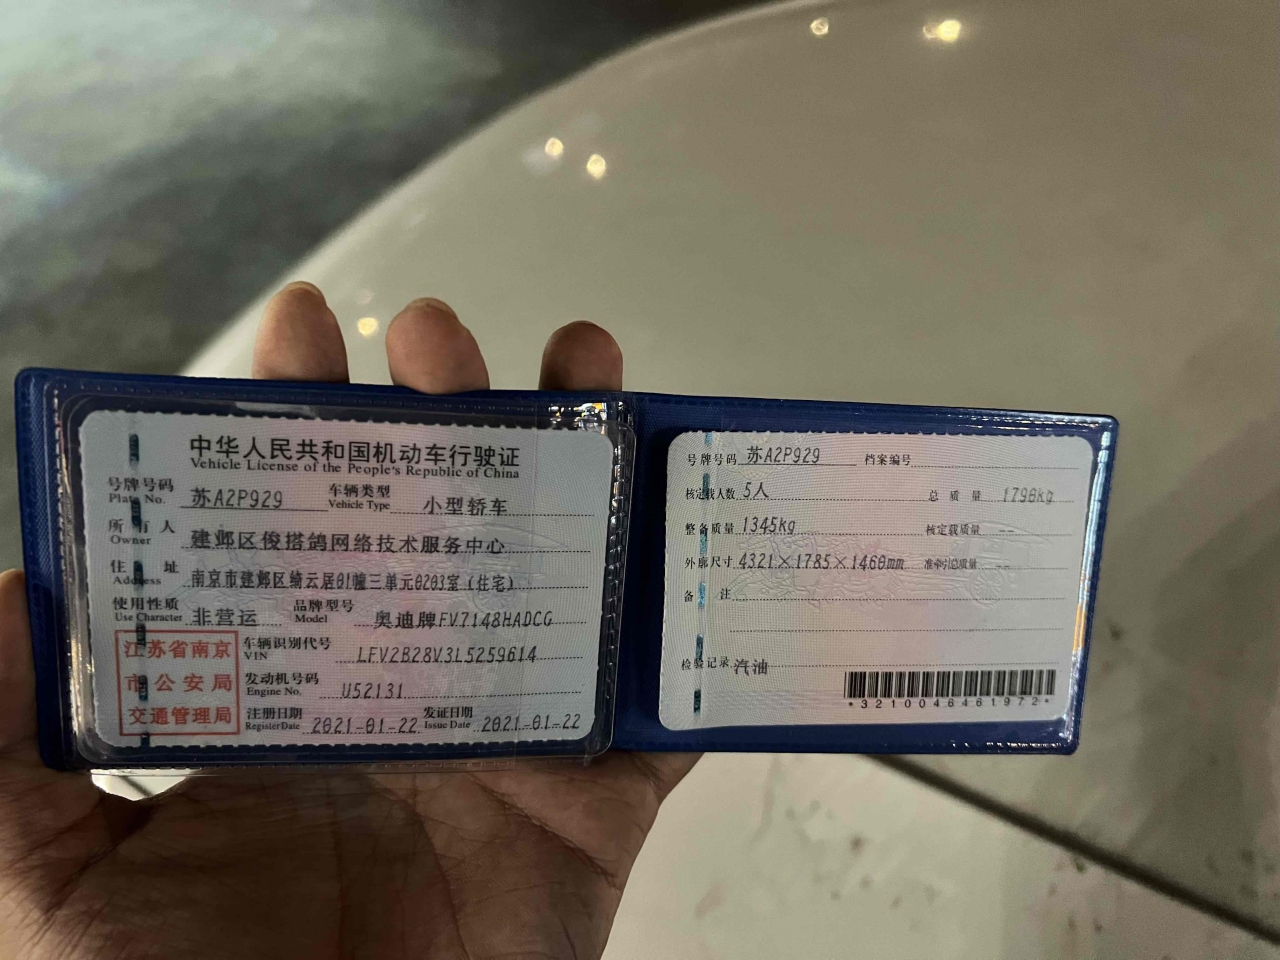 中华人民共和国机动车行驶证
Vehicle License of the People's Republic of China
号牌号码 苏A2P929 车辆类型 小型轿车
Plate No. Vehicle Type
所有人 建邺区俊搭鸽网络技术服务中心
Owner
住址 南京市建邺区绮云居01幢三单元0203室(住宅)
Address
使用性质 非营运 品牌型号 奥迪牌FV7148HADCG
Use Character Model
江苏省南京
市公安局
交通管理局
车辆识别代号 LFV2B28V3L5259614
VIN
发动机号码 U52131
Engine No.
注册日期 2021-01-22 发证日期 2021-01-22
Register Date Issue Date
号牌号码 苏A2P929 档案编号
核定载人数 5人 总质量 1796kg
整备质量 1345kg 核定载质量 --
外廓尺寸 4321×1785×1460mm 准牵引总质量 --
备注
检验记录 汽油
*3210046461972*